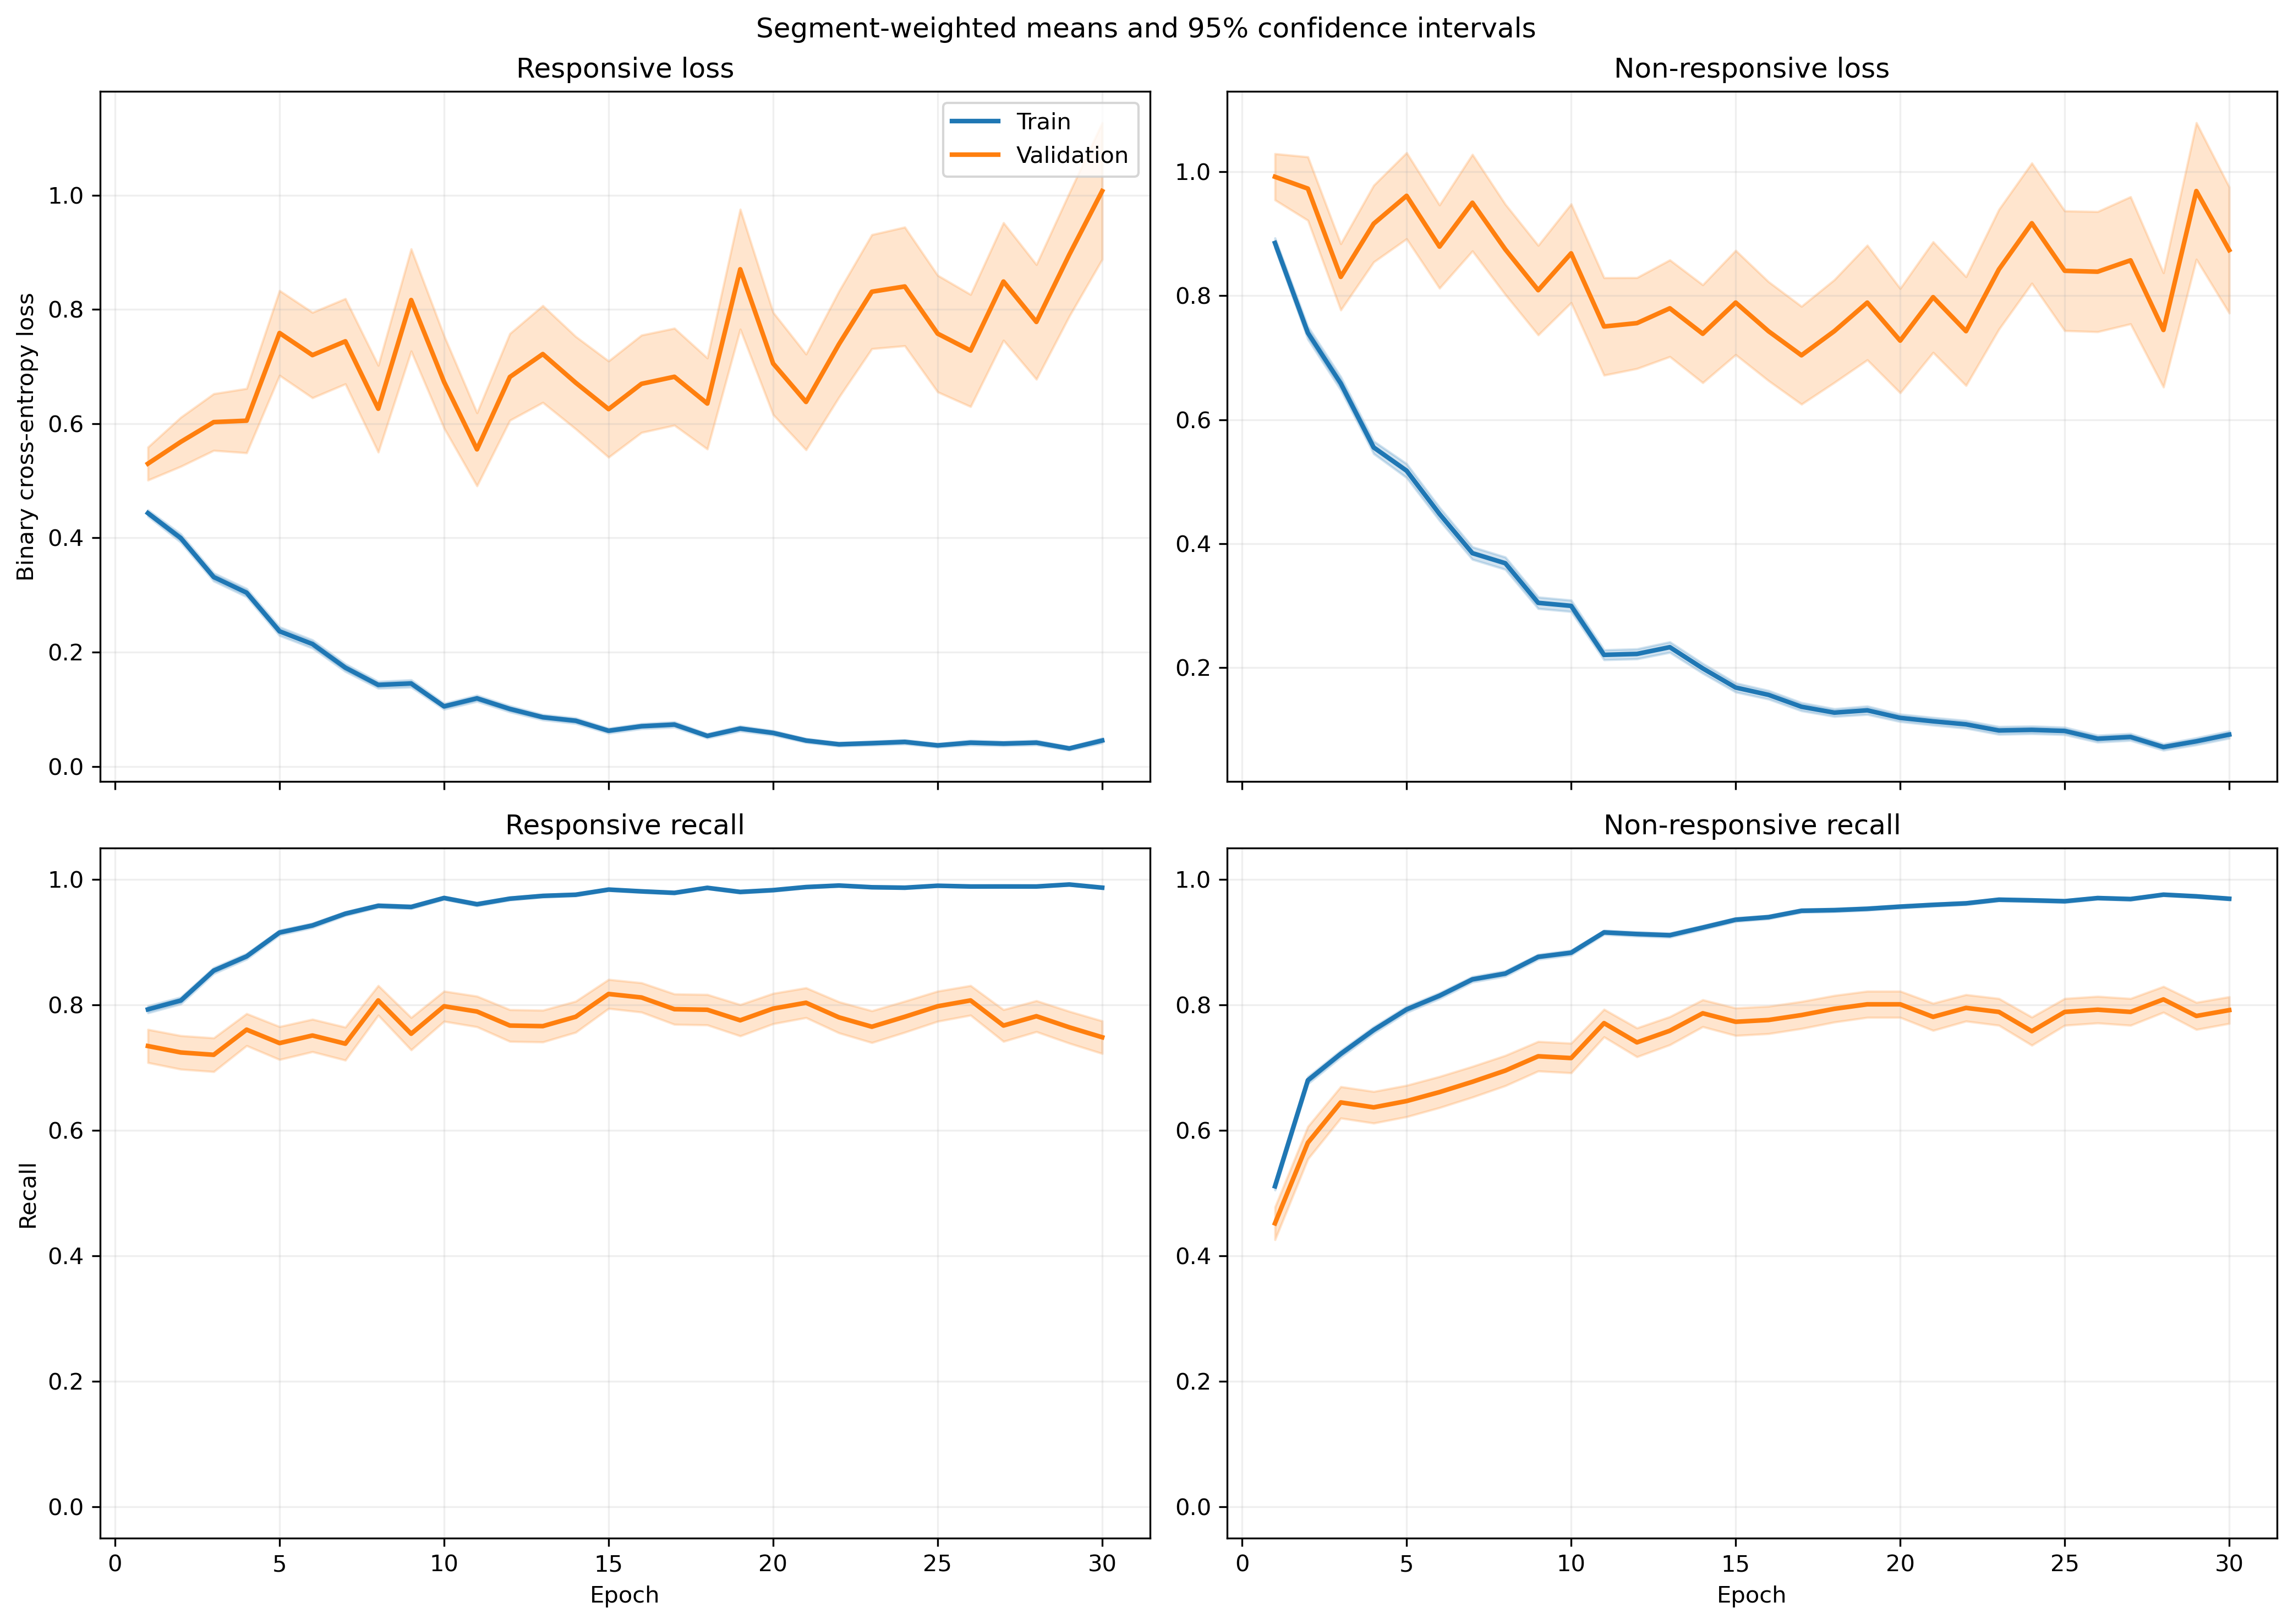 Segment-weighted means and 95% confidence intervals
Responsive loss
Binary cross-entropy loss
1.0
0.8
0.6
0.4
0.2
0.0
Train
Validation
Non-responsive loss
1.0
0.8
0.6
0.4
0.2
Responsive recall
Recall
1.0
0.8
0.6
0.4
0.2
0.0
0 5 10 15 20 25 30
Epoch
Non-responsive recall
1.0
0.8
0.6
0.4
0.2
0.0
0 5 10 15 20 25 30
Epoch